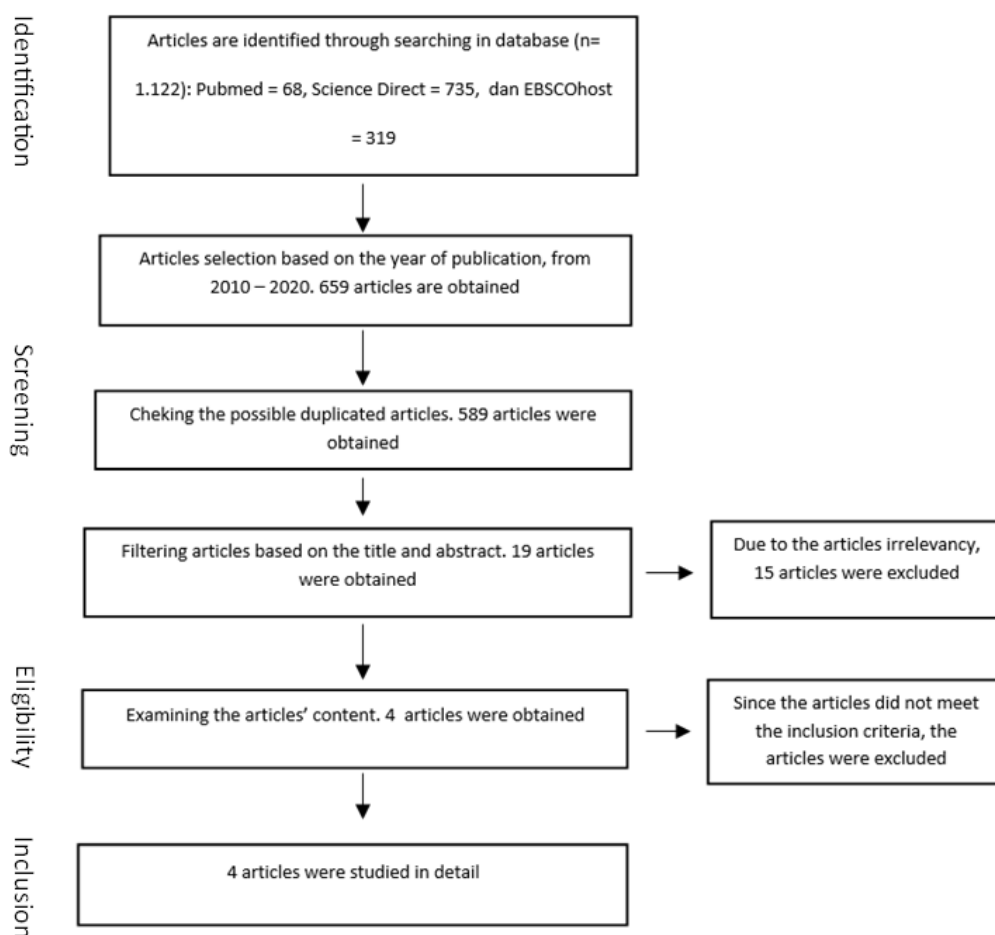 Identification
Articles are identified through searching in database (n=
1.122): Pubmed = 68, Science Direct = 735, dan EBSCOhost
= 319
Articles selection based on the year of publication, from
2010 – 2020. 659 articles are obtained
Screening
Cheking the possible duplicated articles. 589 articles were
obtained
Filtering articles based on the title and abstract. 19 articles
were obtained
Due to the articles irrelevancy,
15 articles were excluded
Eligibility
Examining the articles’ content. 4 articles were obtained
Since the articles did not meet
the inclusion criteria, the
articles were excluded
Inclusion
4 articles were studied in detail